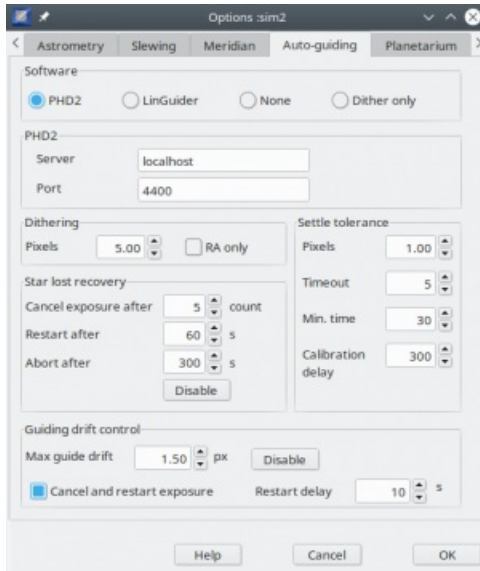 Options :sim2
Astrometry Slewing Meridian Auto-guiding Planetarium
Software
PHD2 LinGuider None Dither only
PHD2
Server localhost
Port 4400
Dithering
Pixels 5.00 RA only
Star lost recovery
Cancel exposure after 5 count
Restart after 60 s
Abort after 300 s
Disable
Settle tolerance
Pixels 1.00
Timeout 5
Min. time 30
Calibration delay 300
Guiding drift control
Max guide drift 1.50 px Disable
Cancel and restart exposure Restart delay 10 s
Help Cancel OK